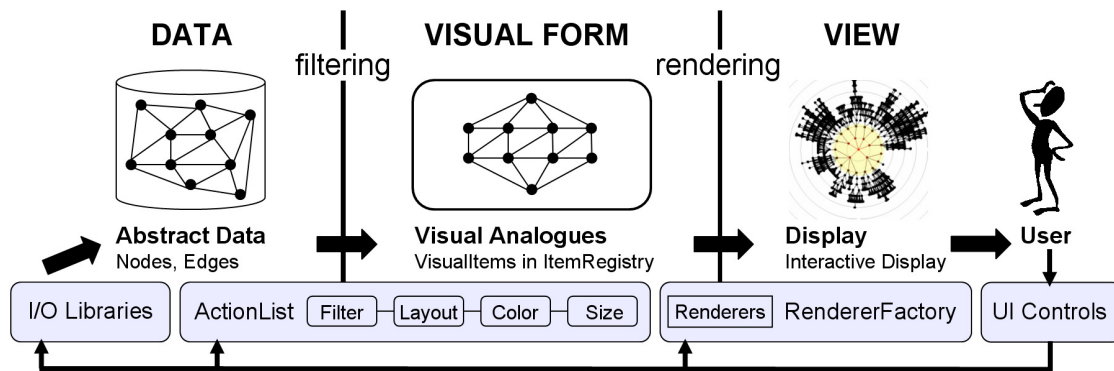 DATA
VISUAL FORM
VIEW
filtering
rendering
Abstract Data
Nodes, Edges
Visual Analogues
VisualItems in ItemRegistry
Display
Interactive Display
User
I/O Libraries
ActionList
Filter
Layout
Color
Size
Renderers
RendererFactory
UI Controls